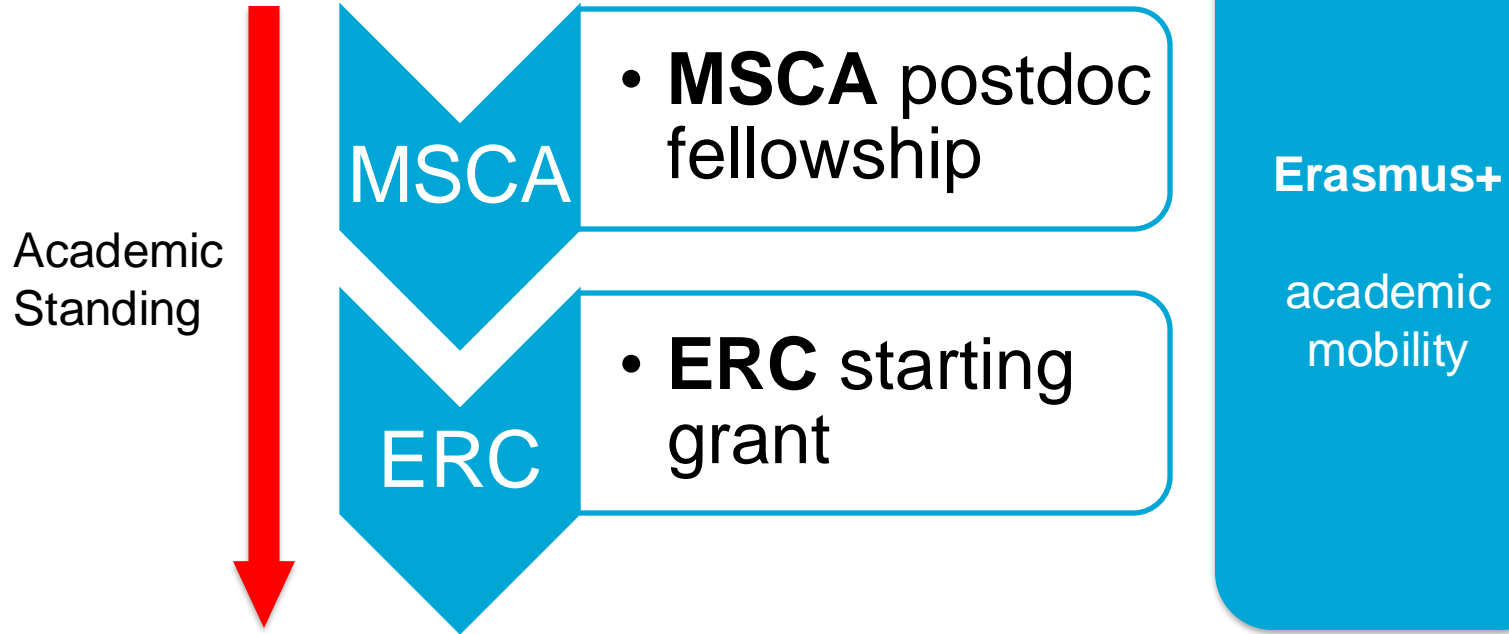 Academic
Standing
MSCA
• MSCA postdoc
fellowship
ERC
• ERC starting
grant
Erasmus+
academic
mobility